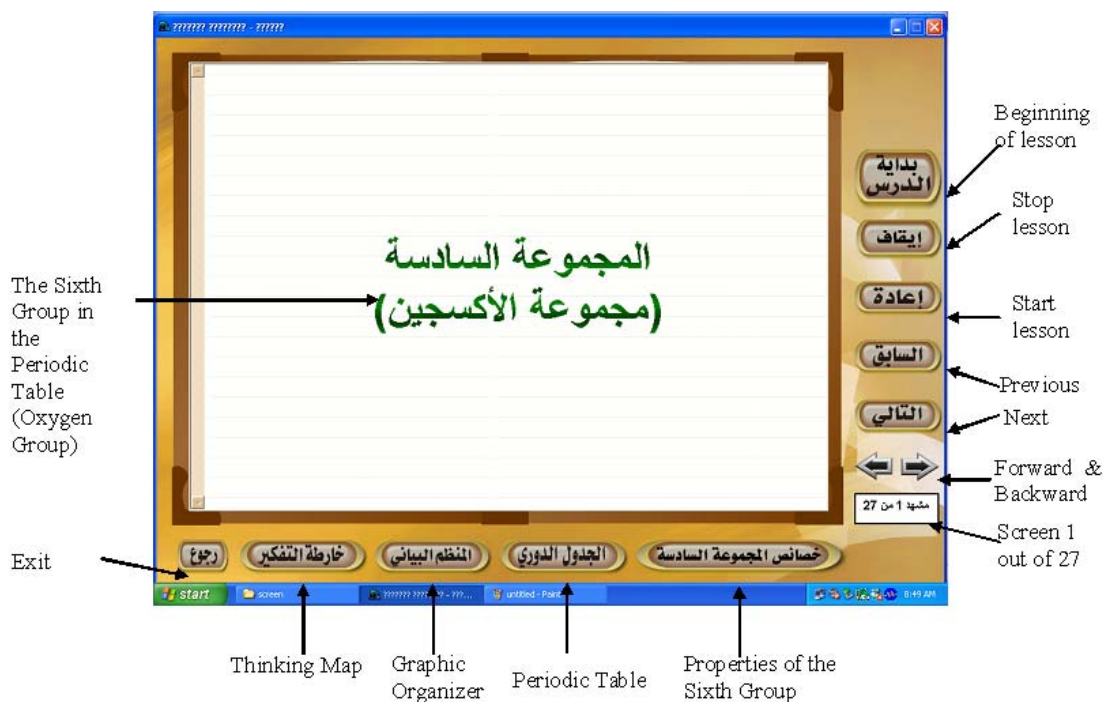 ??????? ???????? - ??????
Beginning
of lesson
بداية
الدرس
Stop
lesson
إيقاف
المجموعة السادسة
(مجموعة الأكسجين)
The Sixth
Group in
the
Periodic
Table
(Oxygen
Group)
إعادة
Start
lesson
السابق
Previous
التالي
Next
Forward &
Backward
مشهد 1 من 27
Screen 1
out of 27
Exit
رجوع
خارطة التفكير
المنظم البياني
الجدول الدوري
خصائص المجموعة السادسة
start
screen
??????? ???????? - ???...
untitled - Paint
8:49 AM
Thinking Map
Graphic
Organizer
Periodic Table
Properties of the
Sixth Group